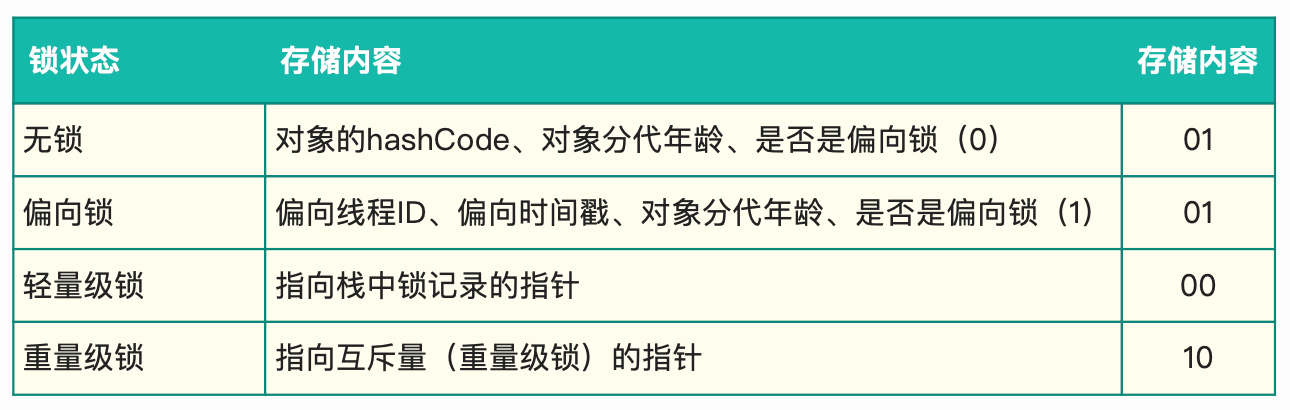 锁状态 存储内容 存储内容
无锁 对象的hashCode、对象分代年龄、是否是偏向锁（0） 01
偏向锁 偏向线程ID、偏向时间戳、对象分代年龄、是否是偏向锁（1） 01
轻量级锁 指向栈中锁记录的指针 00
重量级锁 指向互斥量（重量级锁）的指针 10